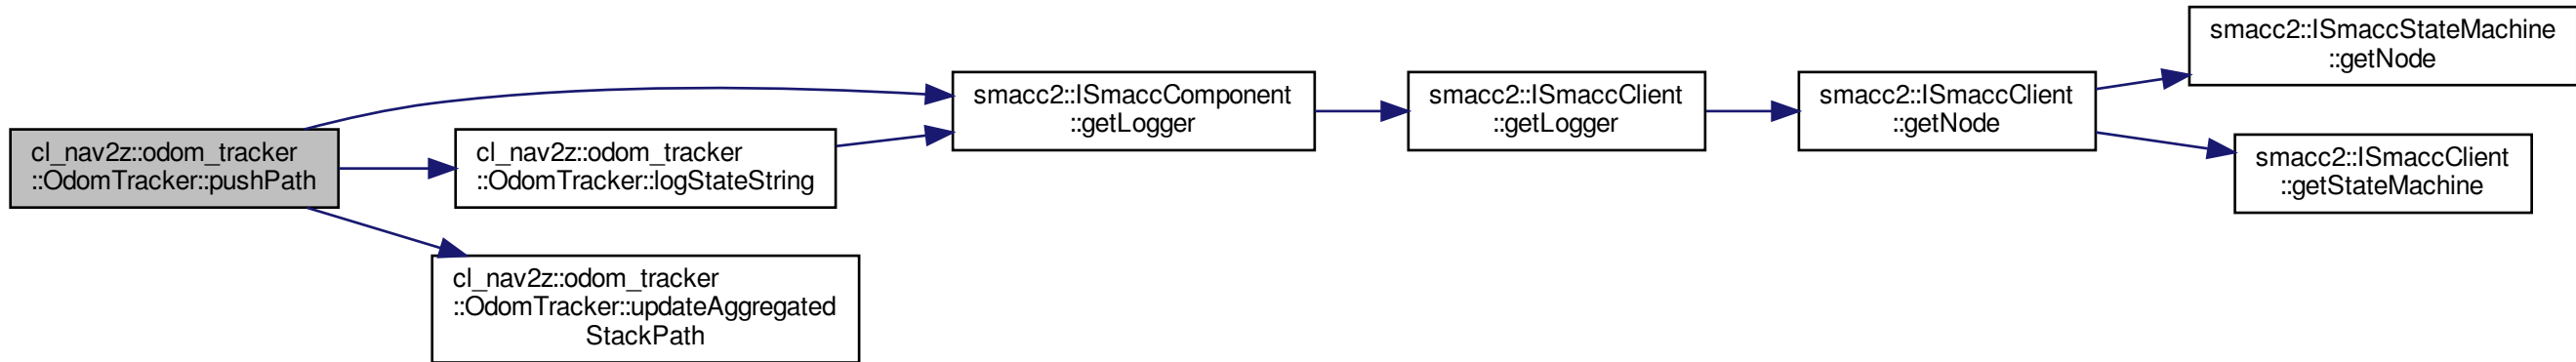 cl_nav2z::odom_tracker
::OdomTracker::pushPath
smacc2::ISmaccComponent
::getLogger
smacc2::ISmaccClient
::getLogger
smacc2::ISmaccClient
::getNode
smacc2::ISmaccStateMachine
::getNode
smacc2::ISmaccClient
::getStateMachine
cl_nav2z::odom_tracker
::OdomTracker::logStateString
cl_nav2z::odom_tracker
::OdomTracker::updateAggregated
StackPath